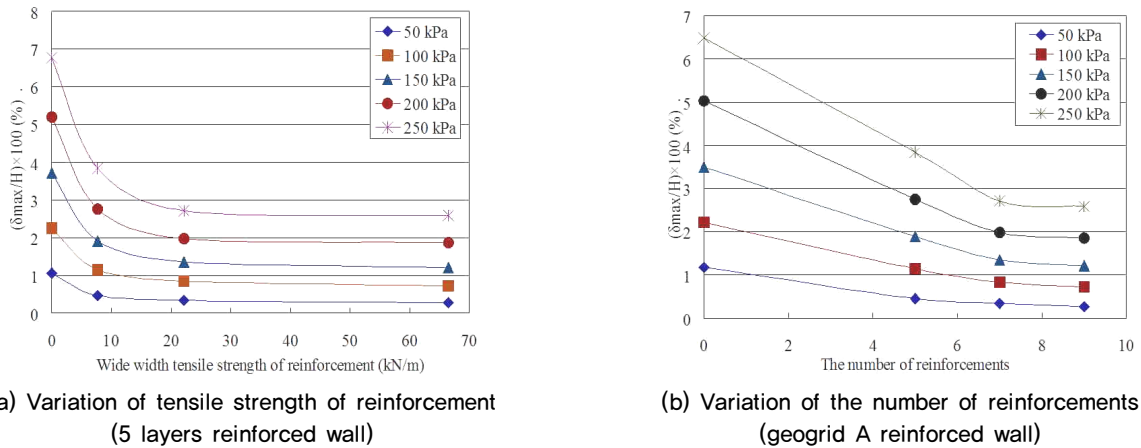 (δmax/H)×100 (%) .
8
7
6
5
4
3
2
1
0
50 kPa
100 kPa
150 kPa
200 kPa
250 kPa
0 10 20 30 40 50 60 70
Wide width tensile strength of reinforcement (kN/m)
a) Variation of tensile strength of reinforcement
(5 layers reinforced wall)
(δmax/H)×100 (%) .
7
6
5
4
3
2
1
0
50 kPa
100 kPa
150 kPa
200 kPa
250 kPa
0 2 4 6 8 10
The number of reinforcements
(b) Variation of the number of reinforcements
(geogrid A reinforced wall)